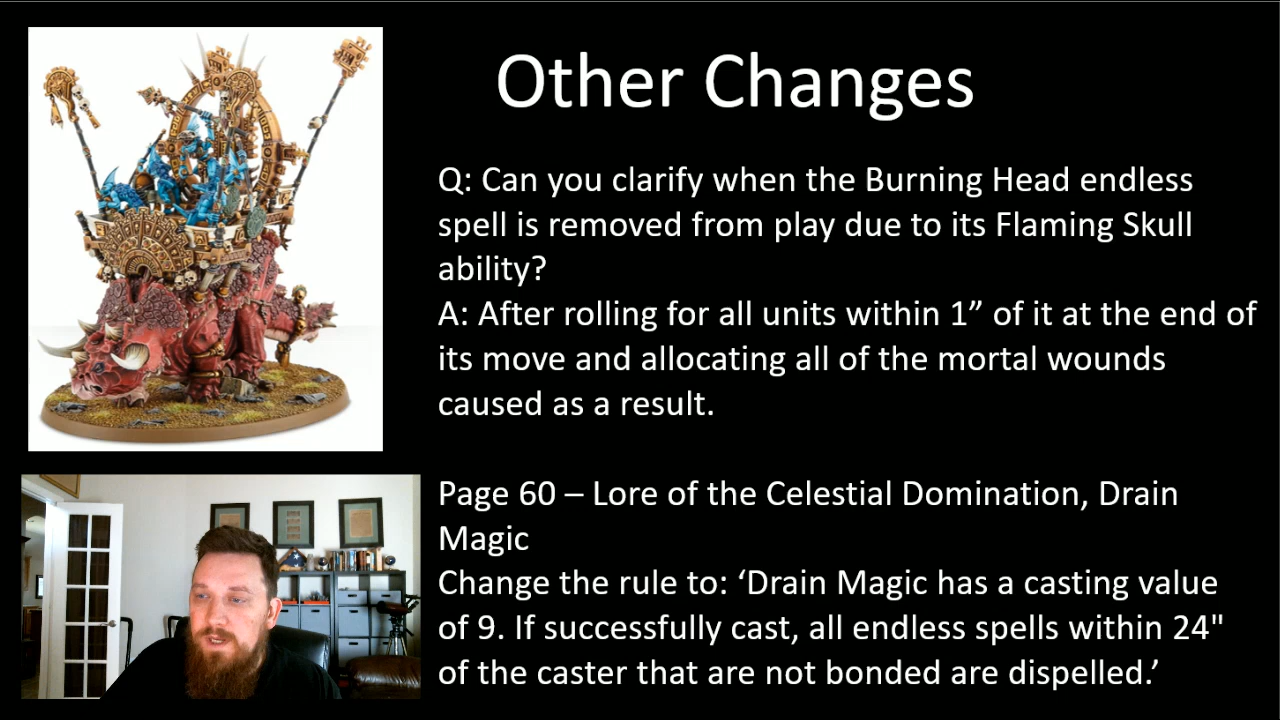 Other Changes
Q: Can you clarify when the Burning Head endless
spell is removed from play due to its Flaming Skull
ability?
A: After rolling for all units within 1” of it at the end of
its move and allocating all of the mortal wounds
caused as a result.
Page 60 – Lore of the Celestial Domination, Drain
Magic
Change the rule to: ‘Drain Magic has a casting value
of 9. If successfully cast, all endless spells within 24"
of the caster that are not bonded are dispelled.’